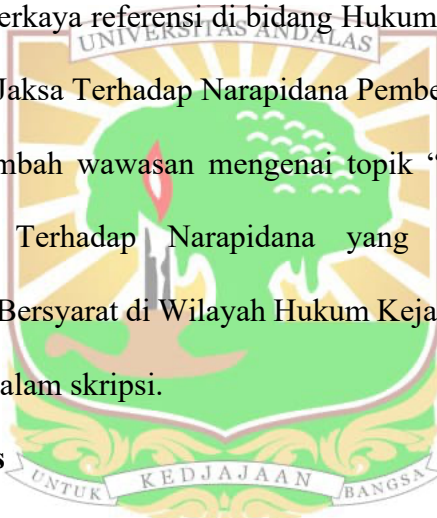 erkaya referensi di bidang Hukum
UNIVERSITAS ANDALAS
Jaksa Terhadap Narapidana Pembe
mbah wawasan mengenai topik “
Terhadap Narapidana yang
Bersyarat di Wilayah Hukum Keja
alam skripsi.
s
UNTUK KEDJAJAAN BANGSA